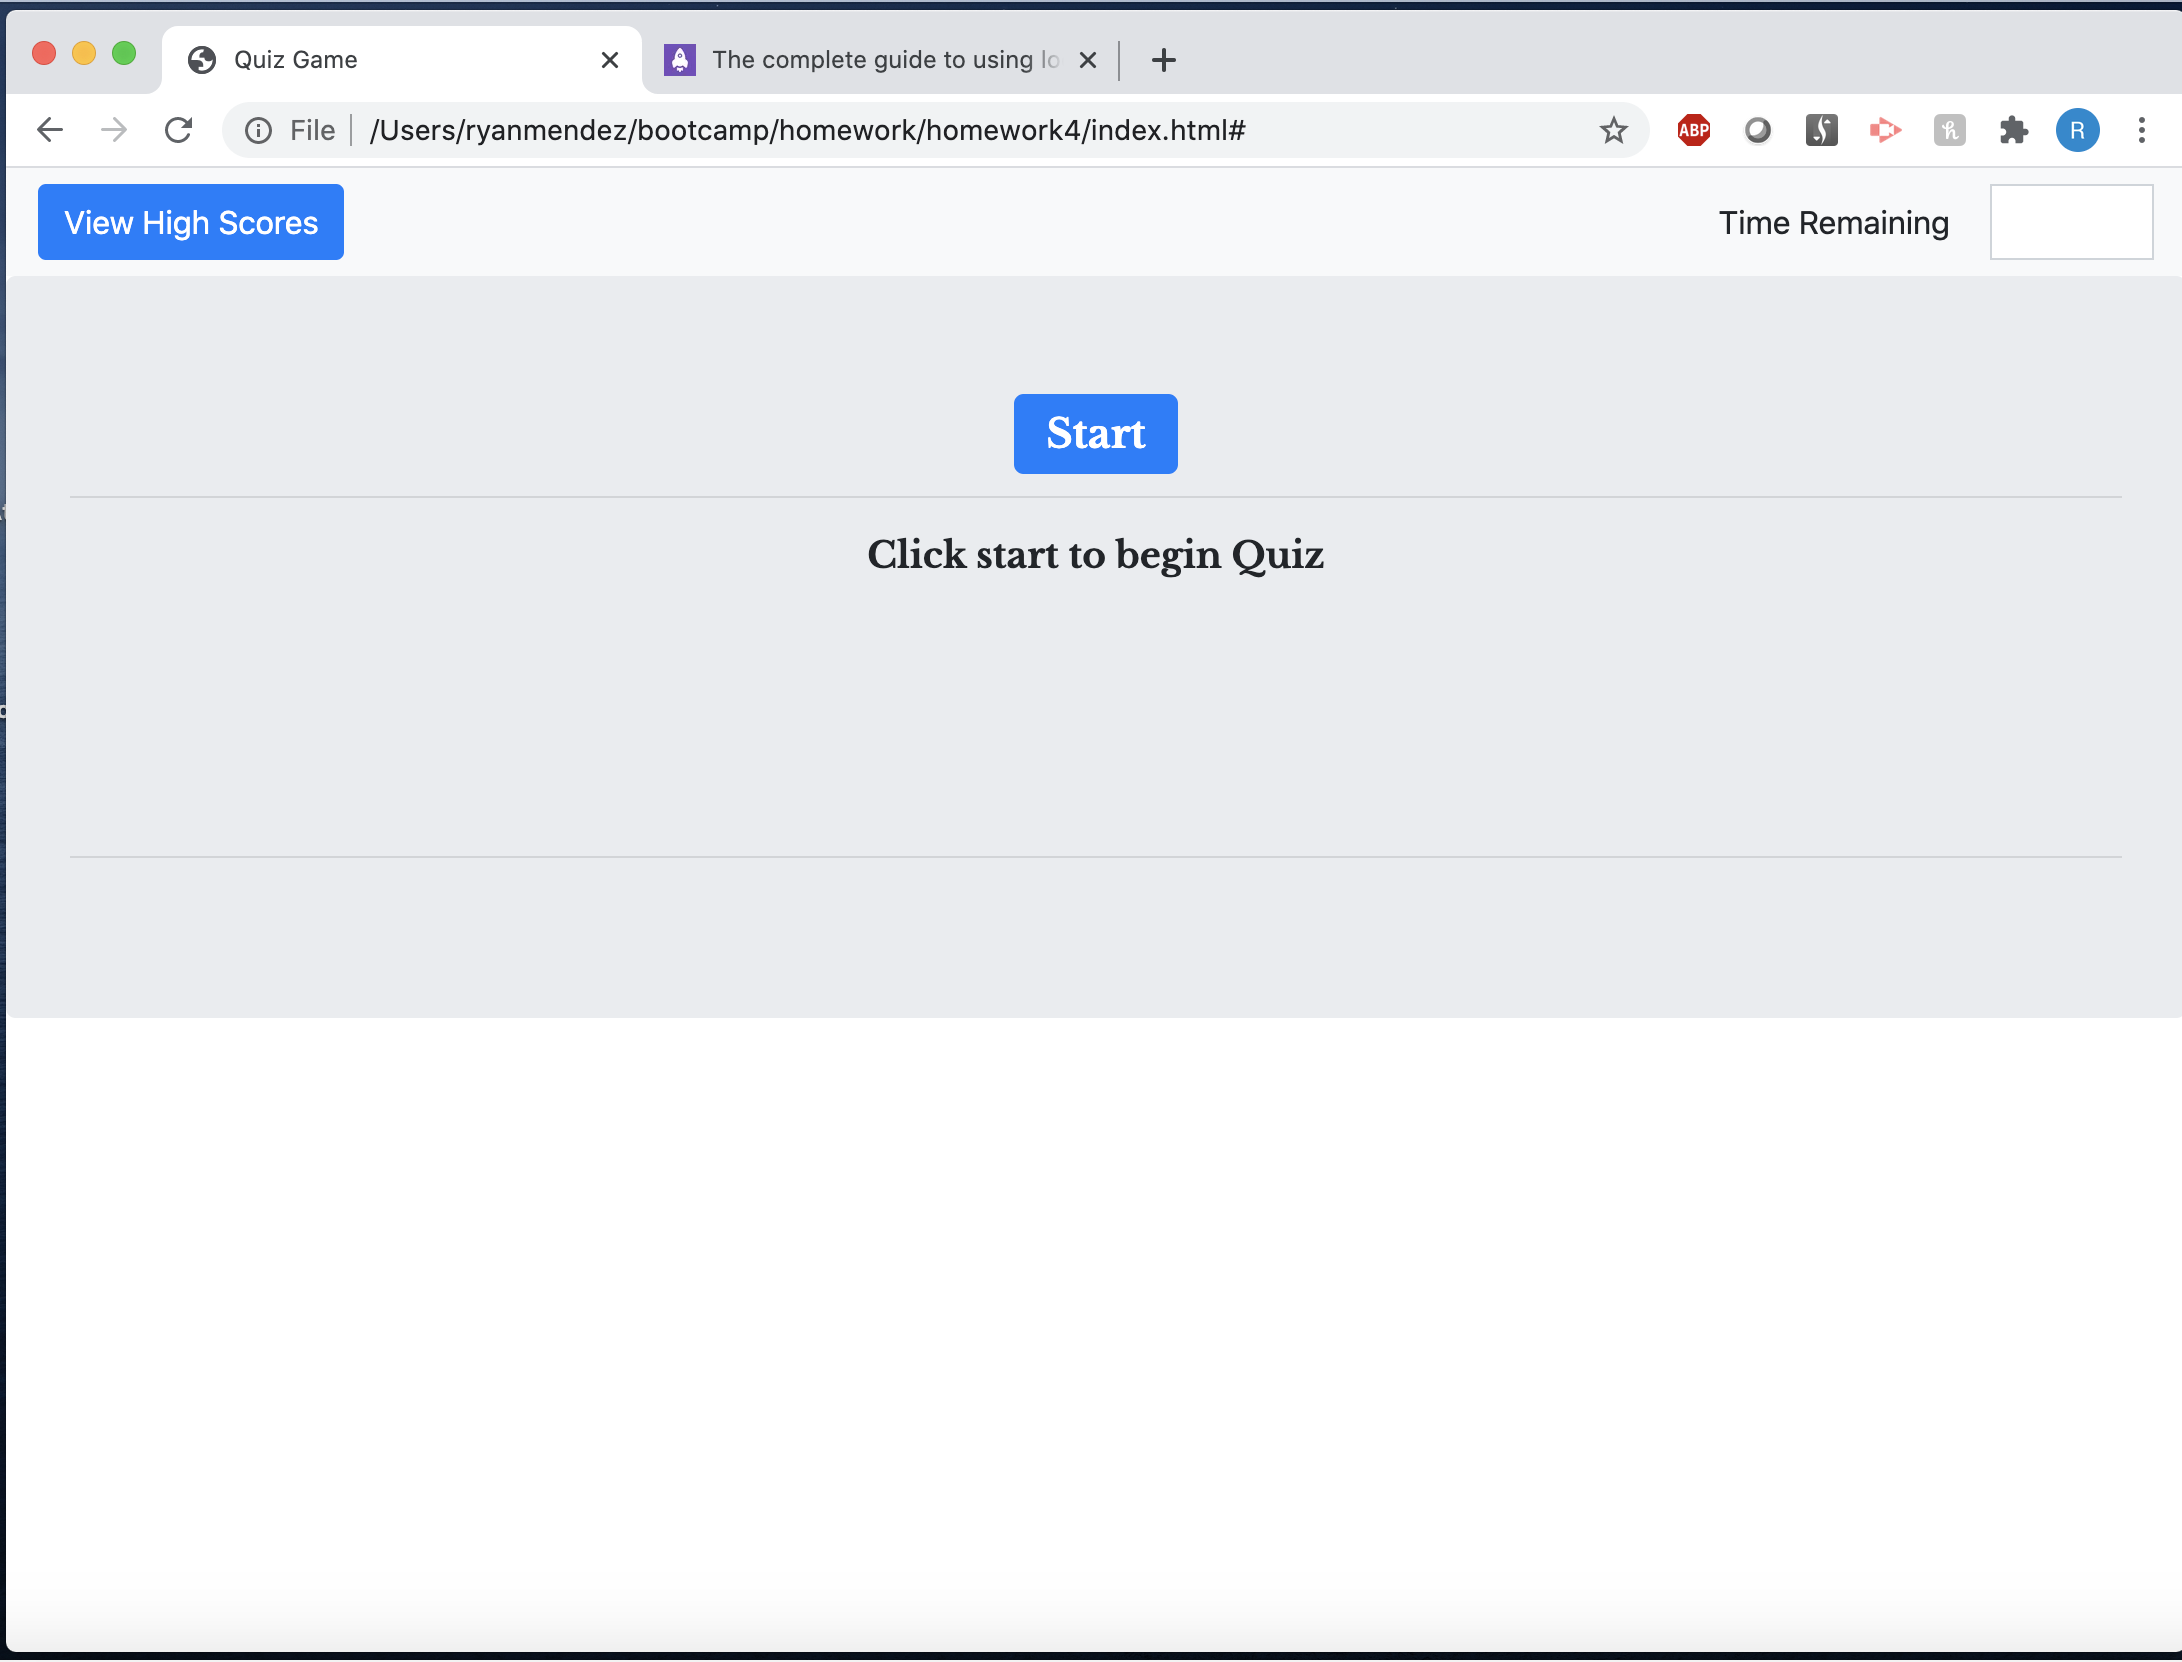 Quiz Game
The complete guide to using lo
File /Users/ryanmendez/bootcamp/homework/homework4/index.html#
ABP
h
R
View High Scores
Time Remaining
Start
Click start to begin Quiz